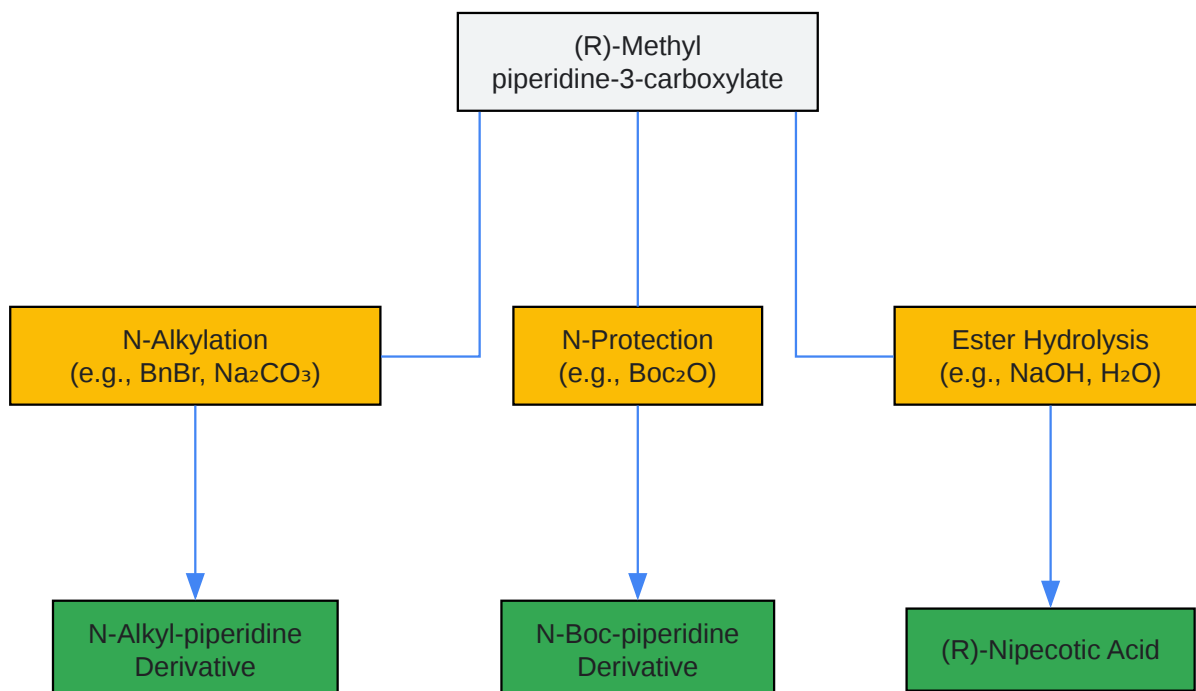 (R)-Methyl
piperidine-3-carboxylate
N-Alkylation
(e.g., BnBr, Na₂CO₃)
N-Protection
(e.g., Boc₂O)
Ester Hydrolysis
(e.g., NaOH, H₂O)
N-Alkyl-piperidine
Derivative
N-Boc-piperidine
Derivative
(R)-Nipecotic Acid